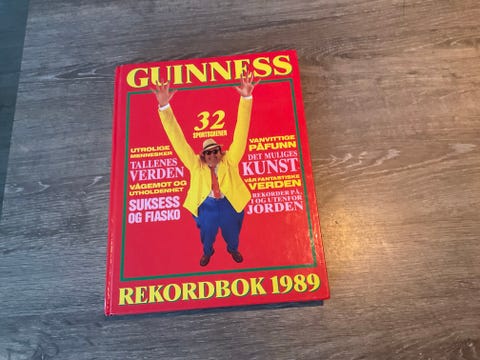 GUINNESS
32
SPORTSGRENER
UTROLIGE
MENNESKER
TALLENES
VERDEN
VÅGEMOT OG
UTHOLDENHET
SUKSESS
OG FIASKO
VANVITTIGE
PÅFUNN
DET MULIGES
KUNST
VÅR FANTASTISKE
VERDEN
REKORDER PÅ,
I OG UTENFOR
JORDEN
REKORDBOK 1989